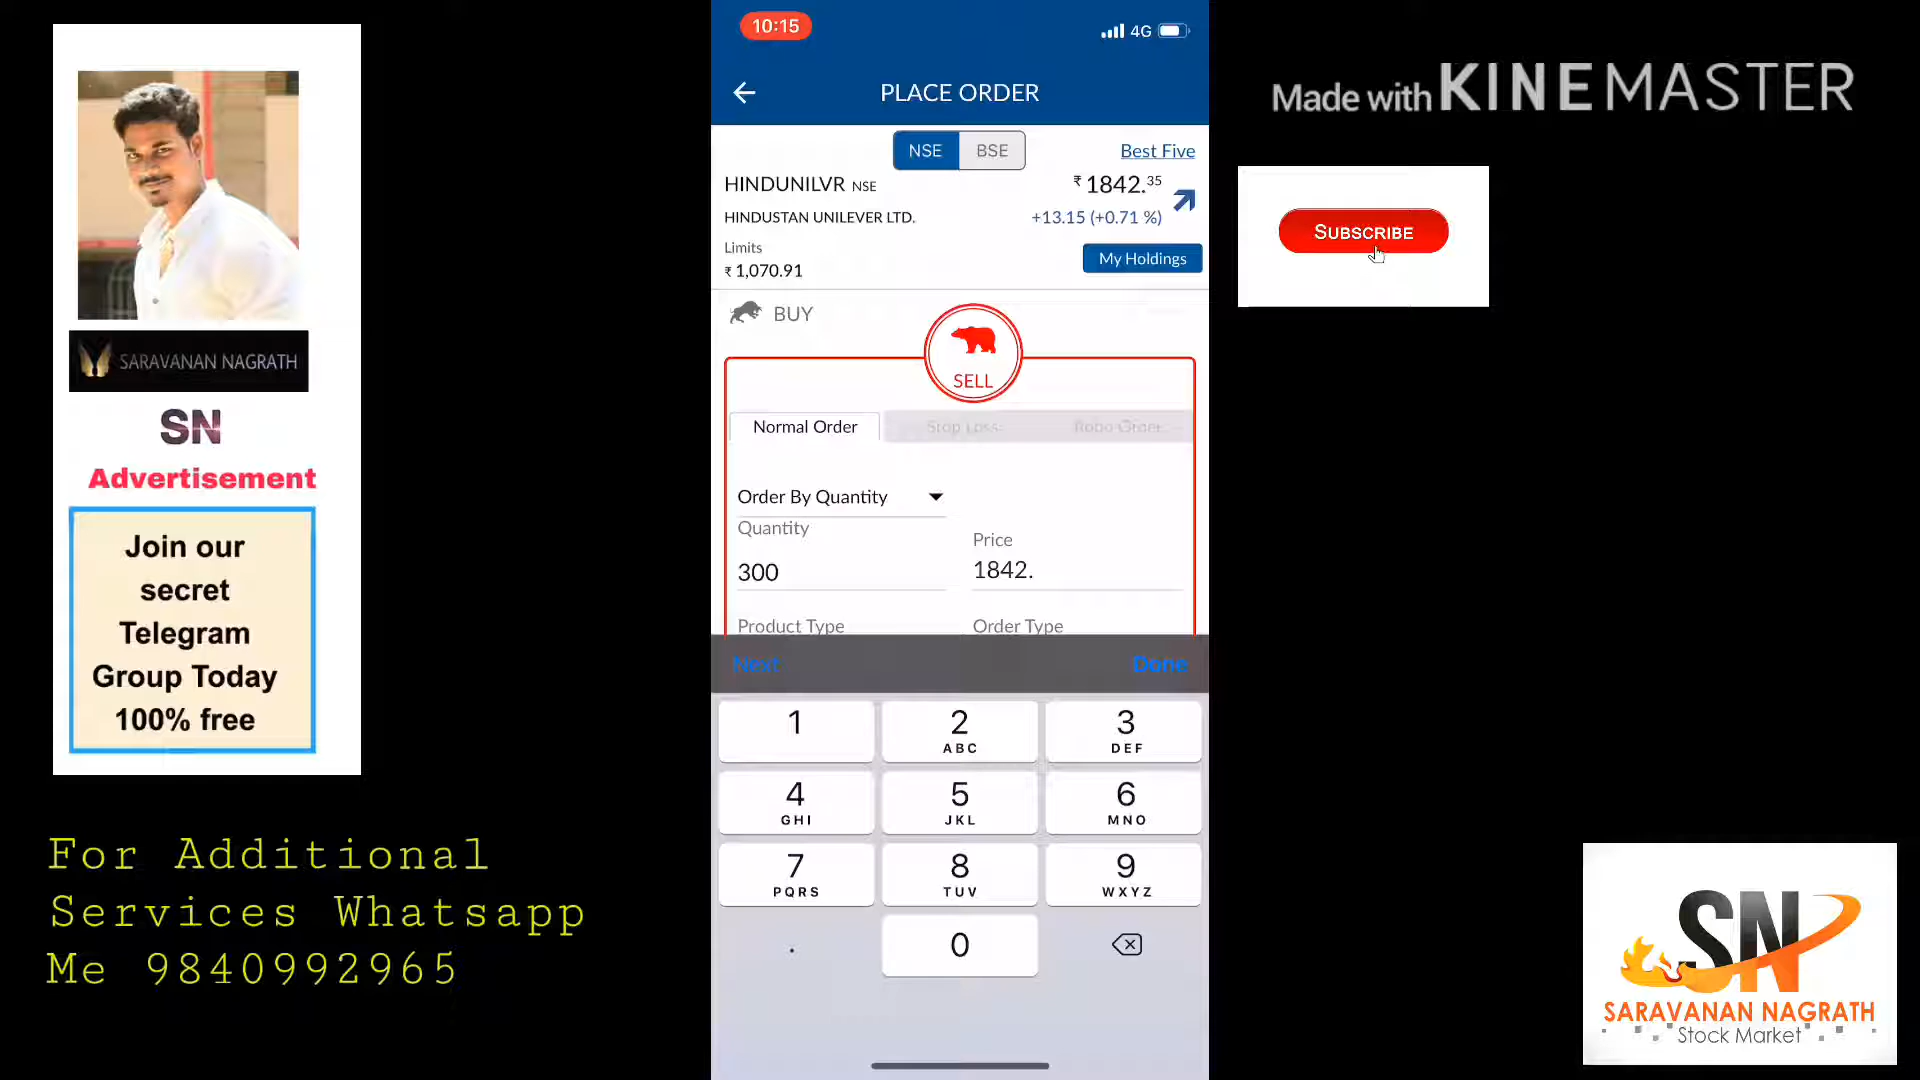 SARAVANAN NAGRATH
SN
Advertisement
Join our
secret
Telegram
Group Today
100% free
For Additional
Services Whatsapp
Me 9840992965
10:15
4G
PLACE ORDER
NSE BSE
Best Five
HINDUNILVR NSE
₹ 1842.35
HINDUSTAN UNILEVER LTD.
+13.15 (+0.71 %)
Limits
₹ 1,070.91
My Holdings
BUY
SELL
Normal Order Stop Loss Robo Order
Order By Quantity
Quantity
300
Price
1842.
Product Type
Order Type
Next Done
1 2 ABC 3 DEF
4 GHI 5 JKL 6 MNO
7 PQRS 8 TUV 9 WXYZ
. 0
Made with KINEMASTER
SUBSCRIBE
SN
SARAVANAN NAGRATH
Stock Market